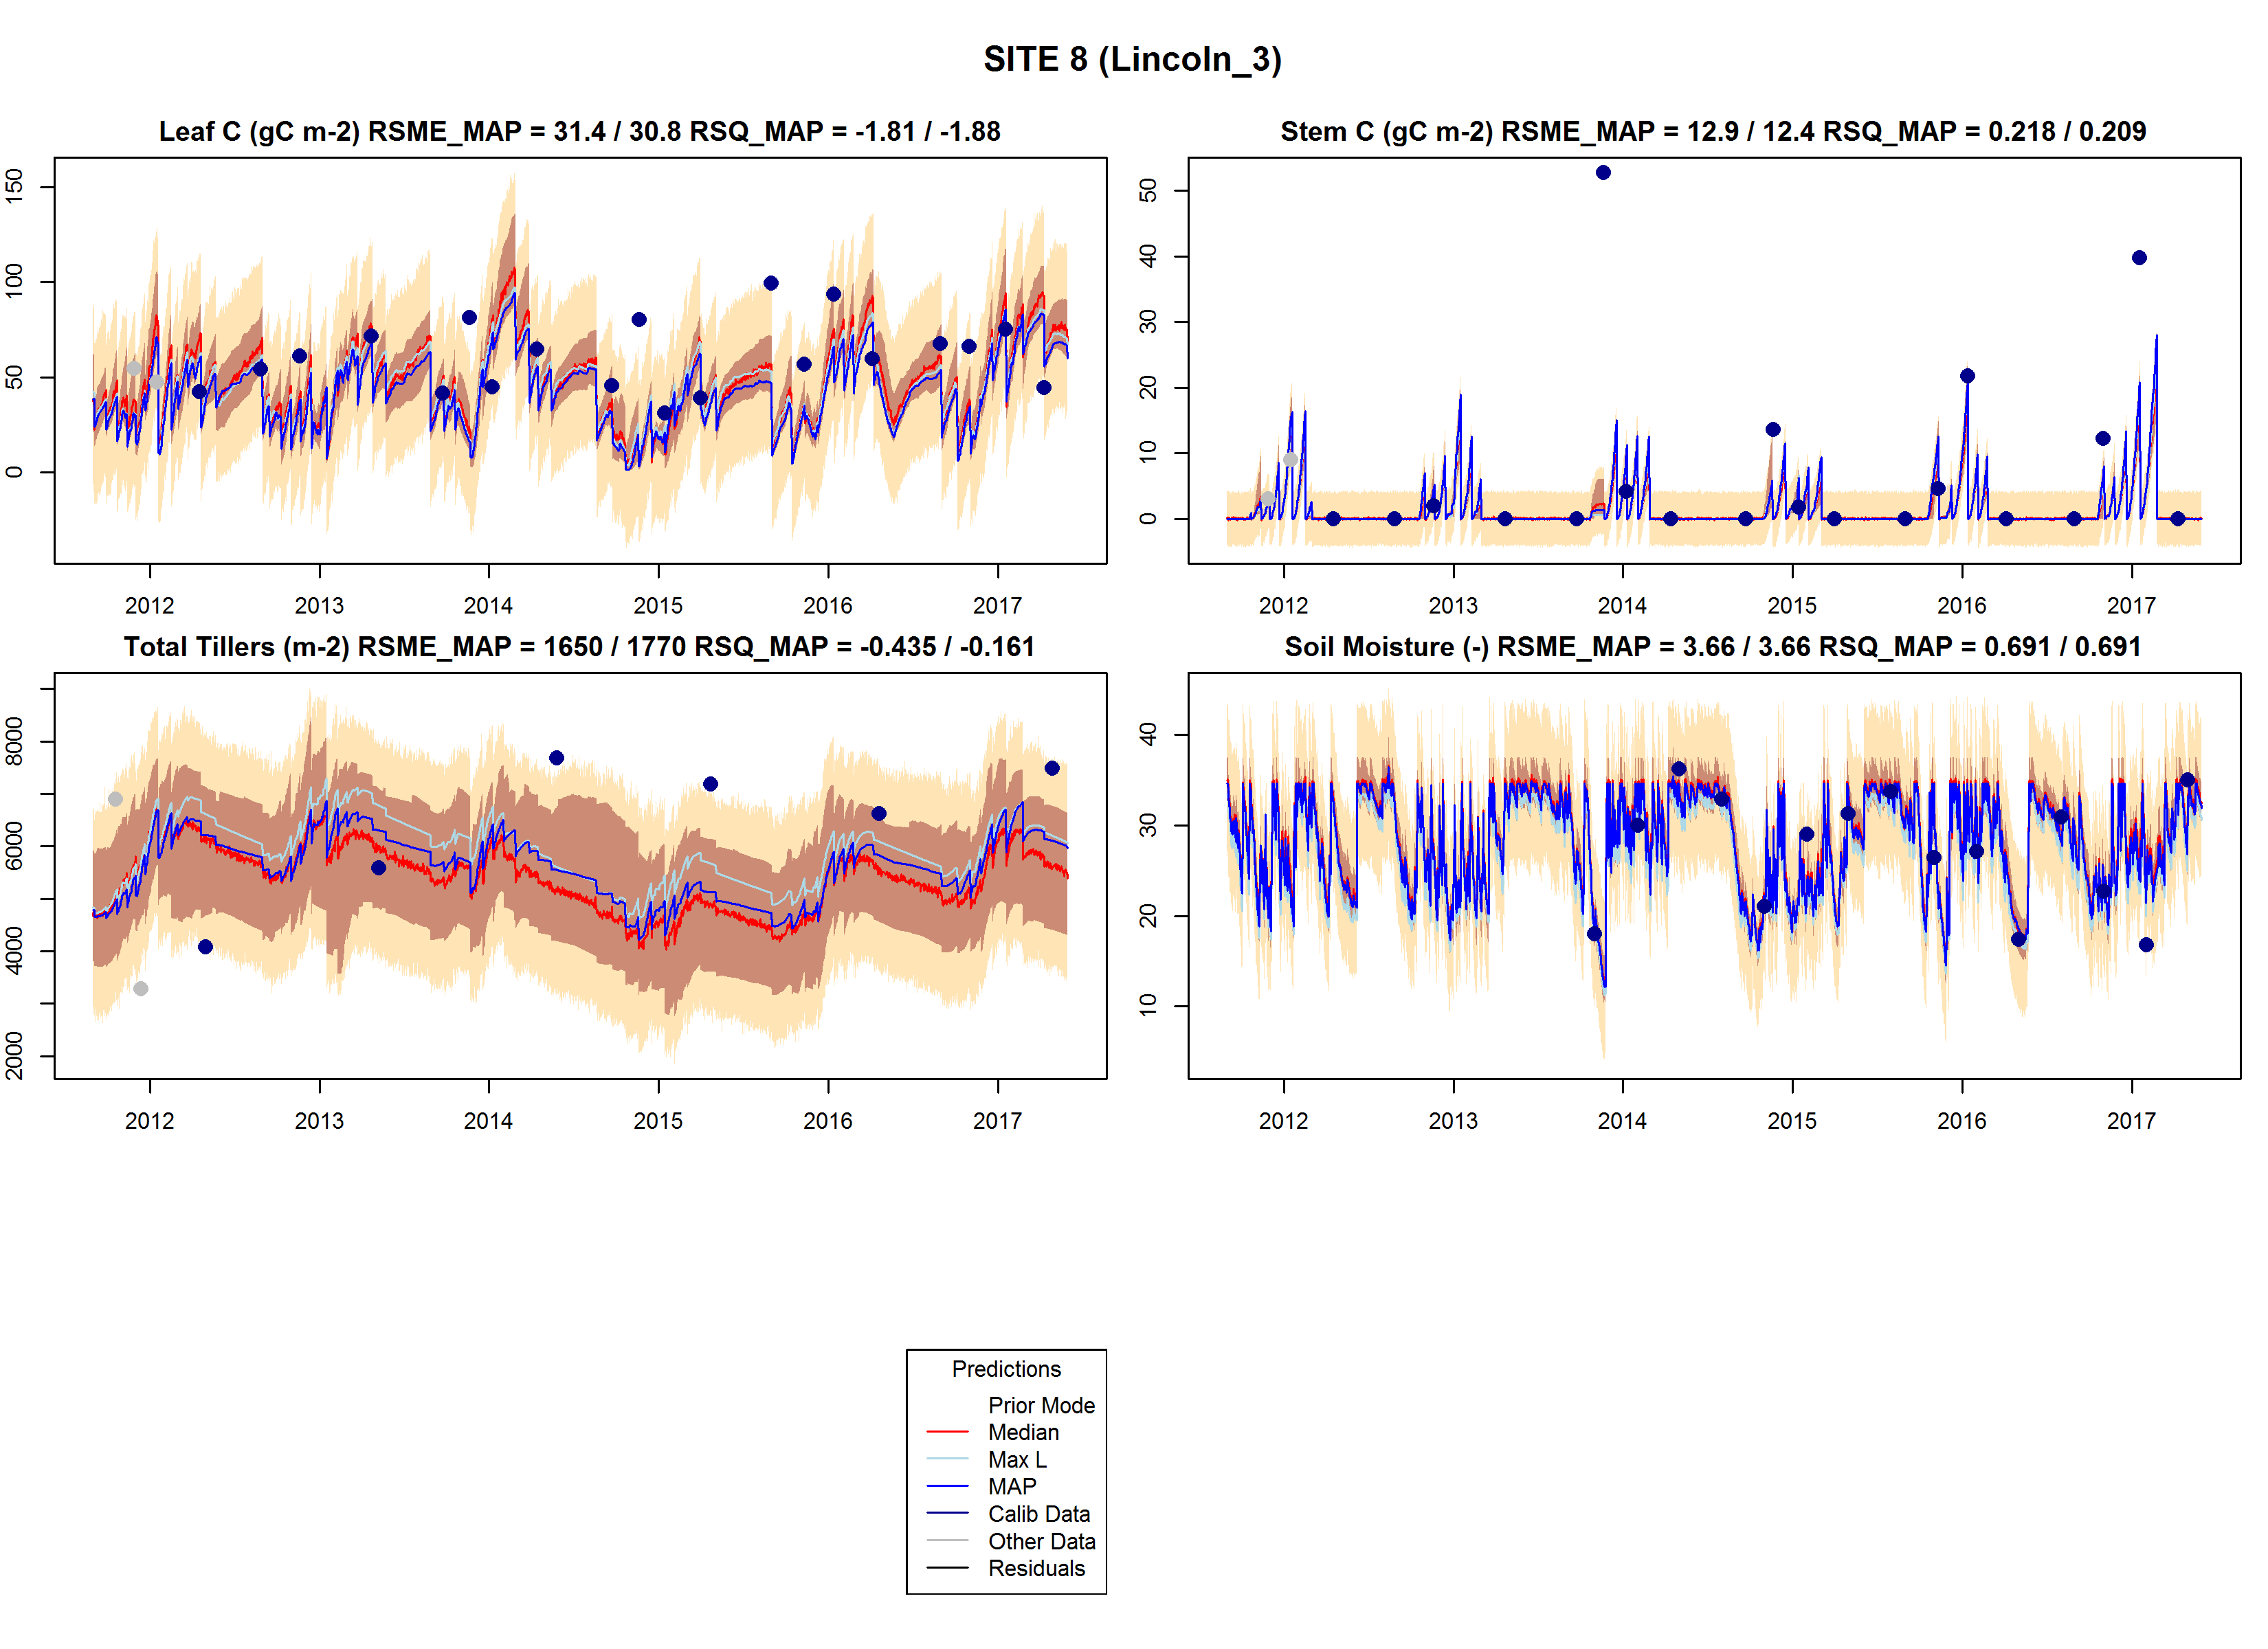 SITE 8 (Lincoln_3)
Leaf C (gC m-2) RSME_MAP = 31.4 / 30.8 RSQ_MAP = -1.81 / -1.88
150
100
50
0
2012 2013 2014 2015 2016 2017
Stem C (gC m-2) RSME_MAP = 12.9 / 12.4 RSQ_MAP = 0.218 / 0.209
50
40
30
20
10
0
2012 2013 2014 2015 2016 2017
Total Tillers (m-2) RSME_MAP = 1650 / 1770 RSQ_MAP = -0.435 / -0.161
8000
6000
4000
2000
2012 2013 2014 2015 2016 2017
Soil Moisture (-) RSME_MAP = 3.66 / 3.66 RSQ_MAP = 0.691 / 0.691
40
30
20
10
2012 2013 2014 2015 2016 2017
Predictions
Prior Mode
Median
Max L
MAP
Calib Data
Other Data
Residuals